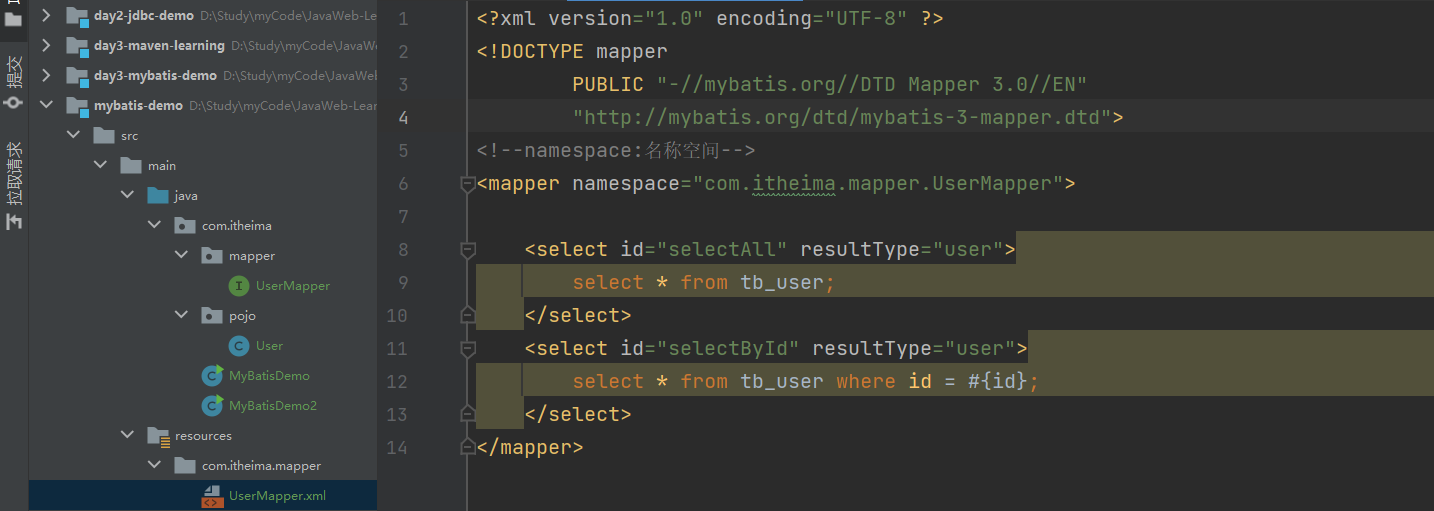 day2-jdbc-demo D:\Study\myCode\JavaWeb-Le
day3-maven-learning D:\Study\myCode\JavaW
day3-mybatis-demo D:\Study\myCode\JavaWe
mybatis-demo D:\Study\myCode\JavaWeb-Lear
src
main
java
com.itheima
mapper
UserMapper
pojo
User
MyBatisDemo
MyBatisDemo2
resources
com.itheima.mapper
UserMapper.xml
提交
拉取请求
1 <?xml version="1.0" encoding="UTF-8" ?>
2 <!DOCTYPE mapper
3 PUBLIC "-//mybatis.org//DTD Mapper 3.0//EN"
4 "http://mybatis.org/dtd/mybatis-3-mapper.dtd">
5 <!--namespace:名称空间-->
6 <mapper namespace="com.itheima.mapper.UserMapper">
7
8 <select id="selectAll" resultType="user">
9 select * from tb_user;
10 </select>
11 <select id="selectById" resultType="user">
12 select * from tb_user where id = #{id};
13 </select>
14 </mapper>